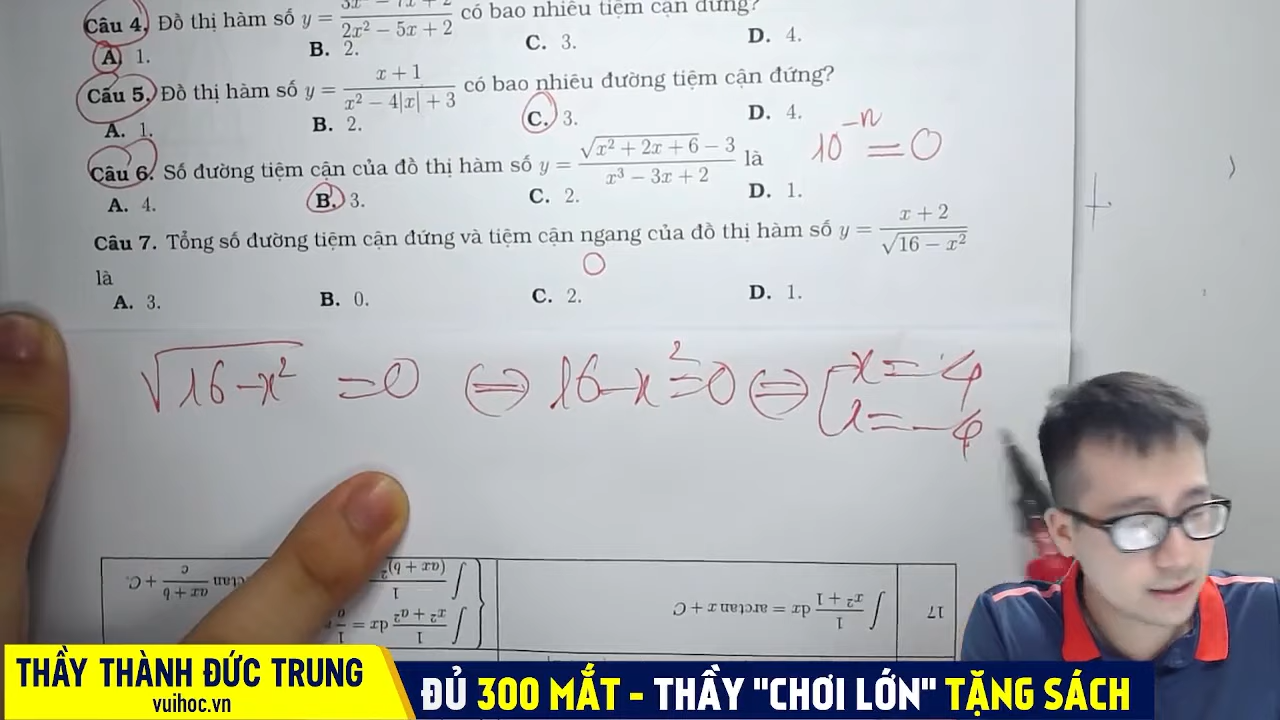 Câu 4. Đồ thị hàm số y = (3x² − 7x + 2)/(2x² − 5x + 2) có bao nhiêu tiệm cận đứng?
A. 1. B. 2. C. 3. D. 4.
Câu 5. Đồ thị hàm số y = (x + 1)/(x² − 4|x| + 3) có bao nhiêu đường tiệm cận đứng?
A. 1. B. 2. C. 3. D. 4.
10^{-n} = 0
Câu 6. Số đường tiệm cận của đồ thị hàm số y = (√(x² + 2x + 6) − 3)/(x³ − 3x + 2) là
A. 4. B. 3. C. 2. D. 1.
Câu 7. Tổng số đường tiệm cận đứng và tiệm cận ngang của đồ thị hàm số y = (x + 2)/√(16 − x²)
0
là
A. 3. B. 0. C. 2. D. 1.
√(16 − x²) = 0 ⇔ 16 − x² = 0 ⇔ [x = 4
x = −4
17 ∫ 1/(x² + 1) dx = arctan x + C
∫ 1/(x² + a²) dx = 1/a
THẦY THÀNH ĐỨC TRUNG
vuihoc.vn
ĐỦ 300 MẮT - THẦY "CHƠI LỚN" TẶNG SÁCH